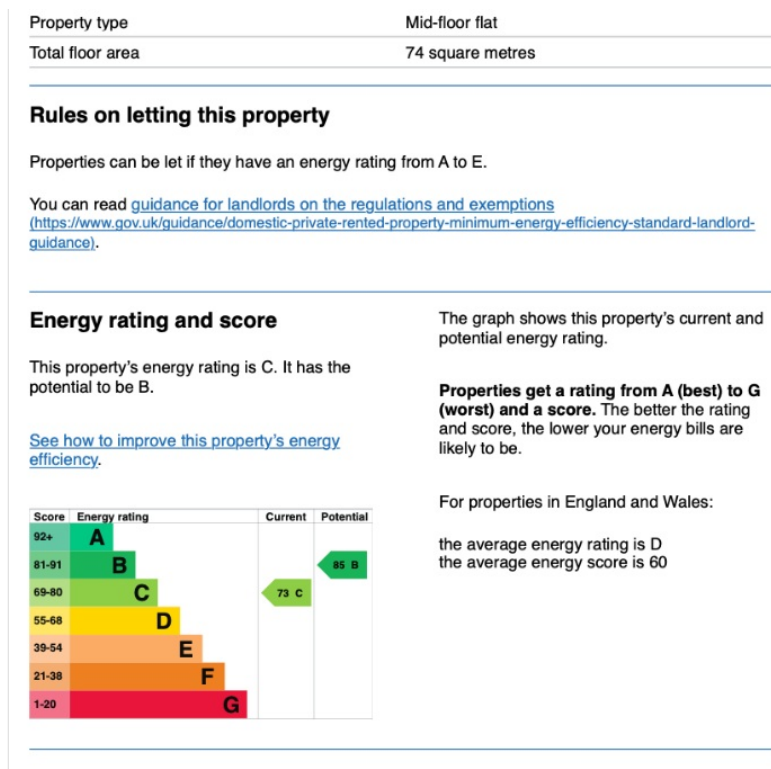 Property type Mid-floor flat
Total floor area 74 square metres
Rules on letting this property
Properties can be let if they have an energy rating from A to E.
You can read guidance for landlords on the regulations and exemptions
(https://www.gov.uk/guidance/domestic-private-rented-property-minimum-energy-efficiency-standard-landlord-
guidance).
Energy rating and score
This property's energy rating is C. It has the
potential to be B.
See how to improve this property's energy
efficiency.
Score Energy rating Current Potential
92+ A
81-91 B 85 B
69-80 C 73 C
55-68 D
39-54 E
21-38 F
1-20 G
The graph shows this property's current and
potential energy rating.
Properties get a rating from A (best) to G
(worst) and a score. The better the rating
and score, the lower your energy bills are
likely to be.
For properties in England and Wales:
the average energy rating is D
the average energy score is 60